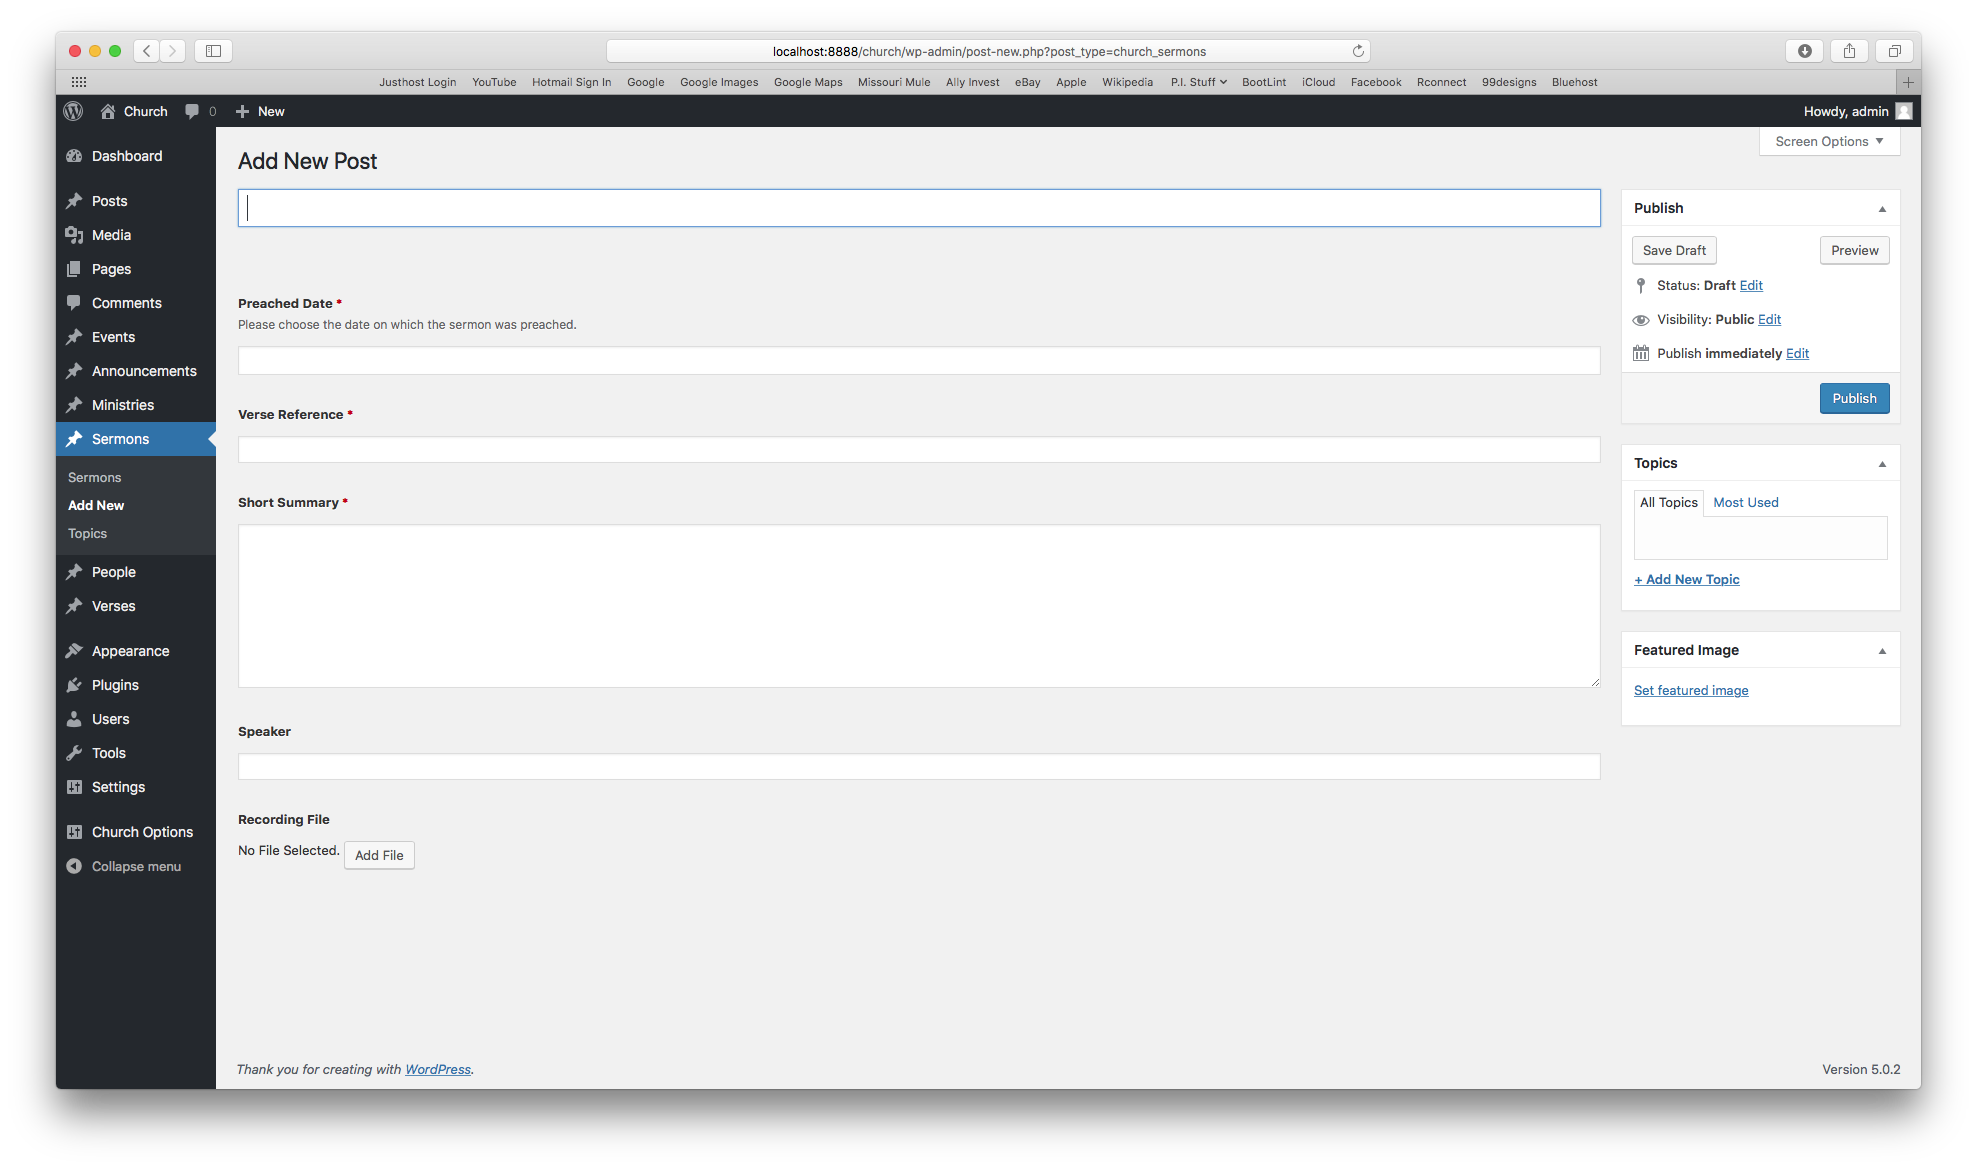 localhost:8888/church/wp-admin/post-new.php?post_type=church_sermons
Justhost Login YouTube Hotmail Sign In Google Google Images Google Maps Missouri Mule Ally Invest eBay Apple Wikipedia P.I. Stuff BootLint iCloud Facebook Rconnect 99designs Bluehost
Church 0 New Howdy, admin
Screen Options
Dashboard
Posts
Media
Pages
Comments
Events
Announcements
Ministries
Sermons
Sermons
Add New
Topics
People
Verses
Appearance
Plugins
Users
Tools
Settings
Church Options
Collapse menu
Add New Post
Preached Date *
Please choose the date on which the sermon was preached.
Verse Reference *
Short Summary *
Speaker
Recording File
No File Selected. Add File
Publish
Save Draft Preview
Status: Draft Edit
Visibility: Public Edit
Publish immediately Edit
Publish
Topics
All Topics Most Used
+ Add New Topic
Featured Image
Set featured image
Thank you for creating with WordPress. Version 5.0.2